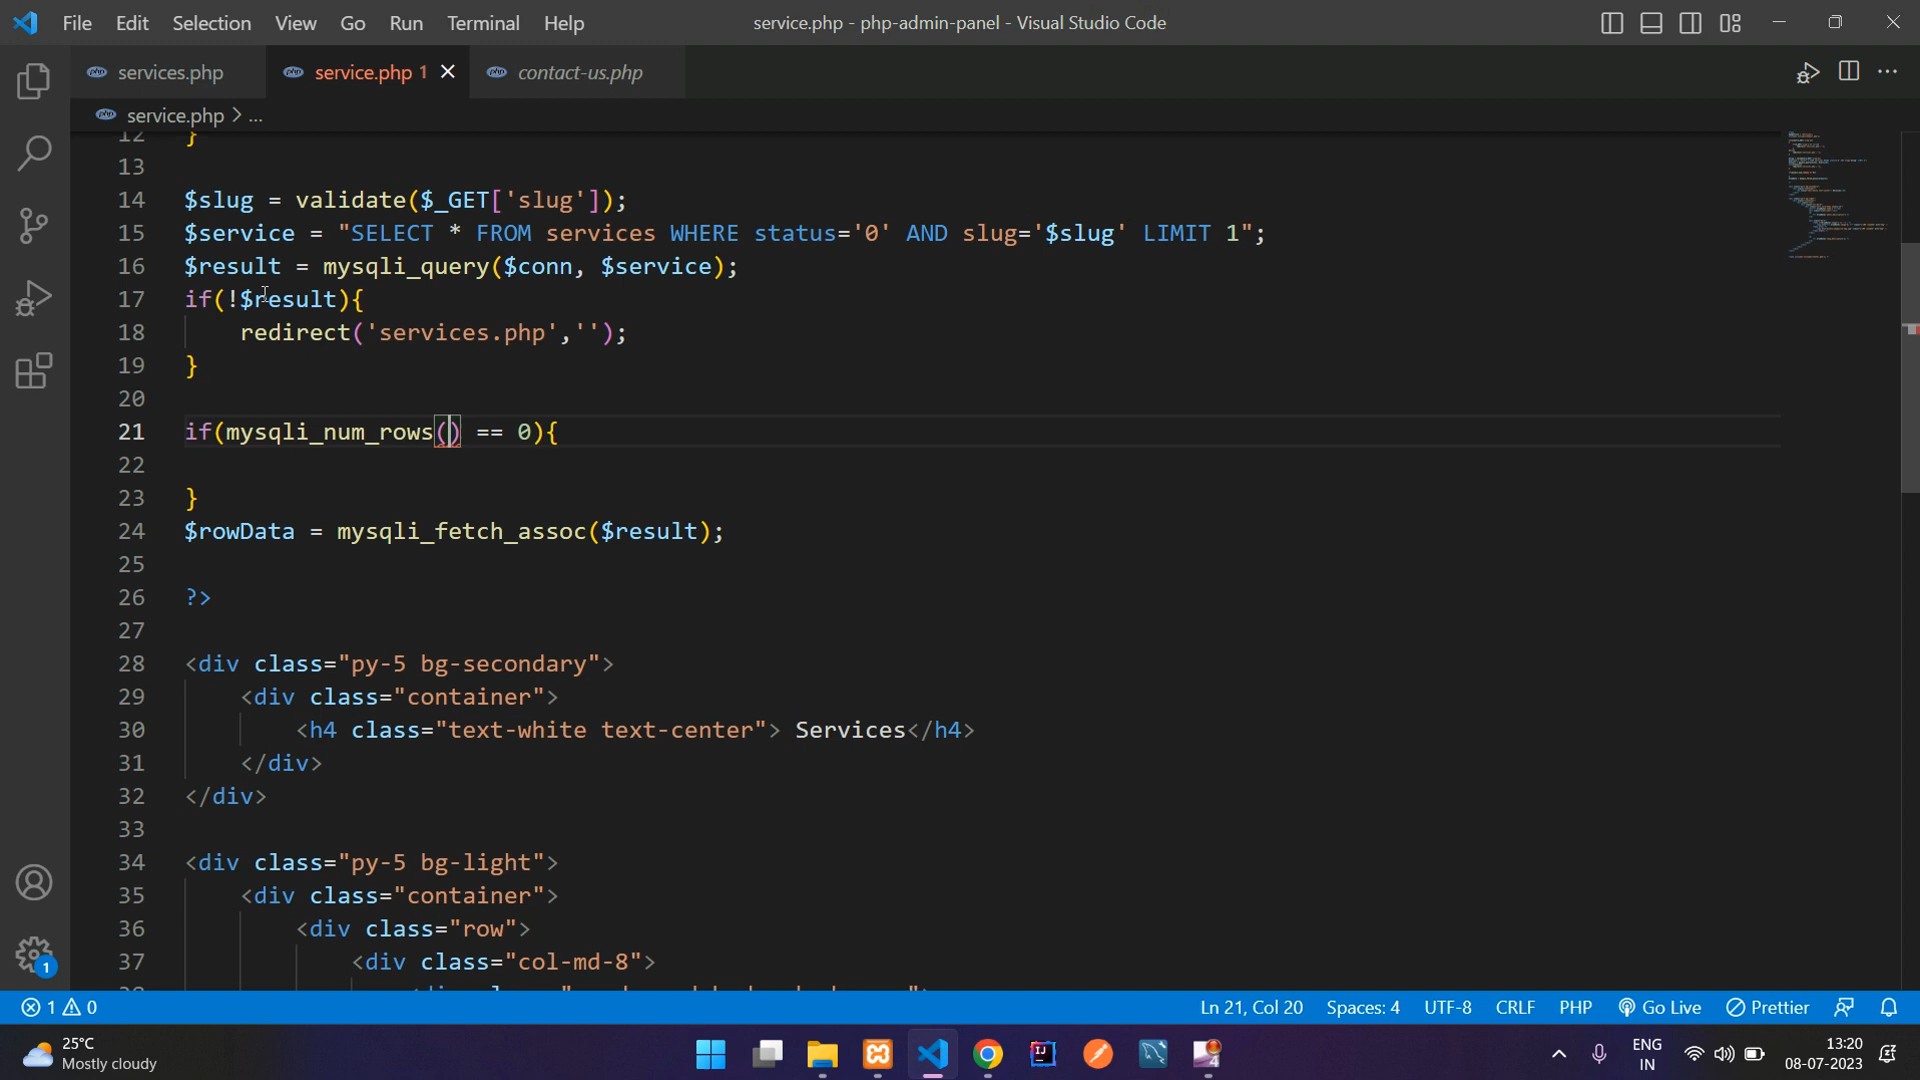 File Edit Selection View Go Run Terminal Help service.php - php-admin-panel - Visual Studio Code
services.php service.php 1 contact-us.php
service.php > ...
12 }
13
14 $slug = validate($_GET['slug']);
15 $service = "SELECT * FROM services WHERE status='0' AND slug='$slug' LIMIT 1";
16 $result = mysqli_query($conn, $service);
17 if(!$result){
18 redirect('services.php','');
19 }
20
21 if(mysqli_num_rows() == 0){
22
23 }
24 $rowData = mysqli_fetch_assoc($result);
25
26 ?>
27
28 <div class="py-5 bg-secondary">
29 <div class="container">
30 <h4 class="text-white text-center"> Services</h4>
31 </div>
32 </div>
33
34 <div class="py-5 bg-light">
35 <div class="container">
36 <div class="row">
37 <div class="col-md-8">
1
1 0 Ln 21, Col 20 Spaces: 4 UTF-8 CRLF PHP Go Live Prettier
25°C
Mostly cloudy
ENG
IN
13:20
08-07-2023